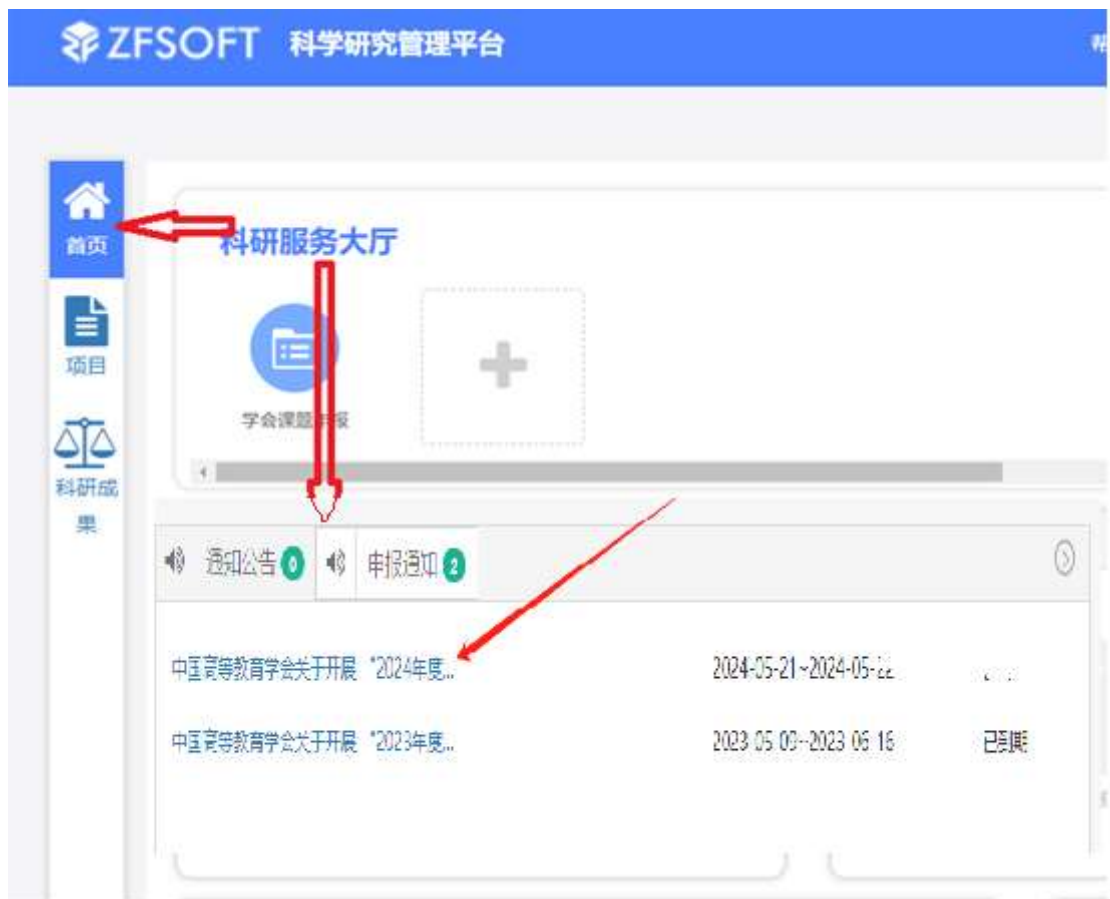 ZFSOFT 科学研究管理平台
首页
科研服务大厅
项目
学会课题
科研成
果
通知公告 0 申报通知 2
中国高等教育学会关于开展 "2024年度... 2024-05-21~2024-05-22
中国高等教育学会关于开展 "2023年度... 2023-05-09~2023-06-16 已到期